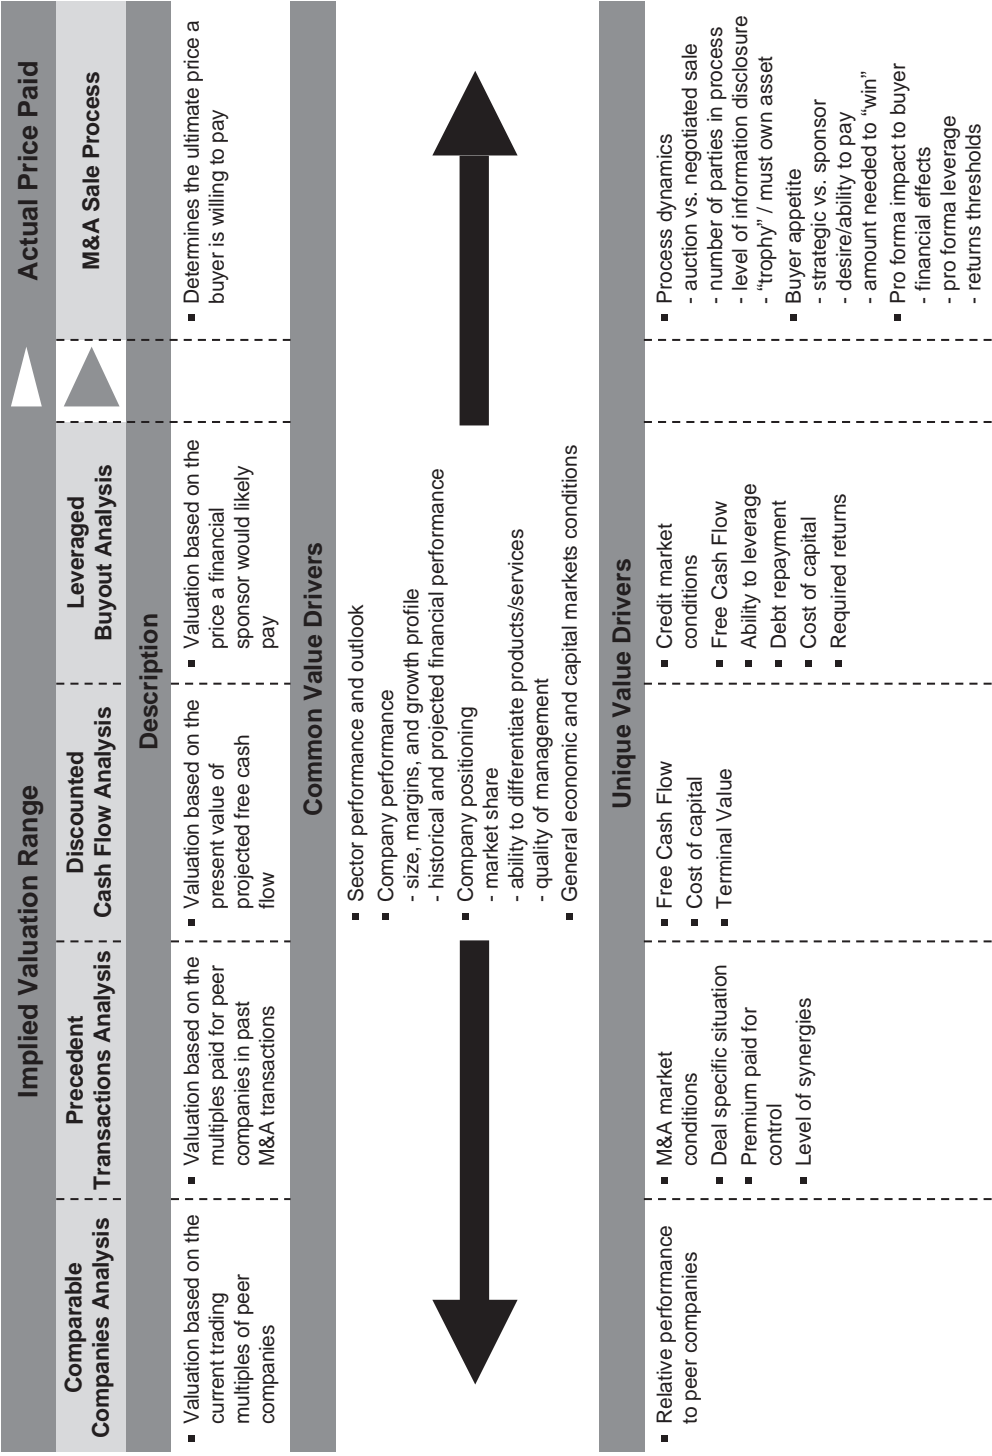 Implied Valuation Range
Actual Price Paid
Comparable
Companies Analysis
Precedent
Transactions Analysis
Discounted
Cash Flow Analysis
Leveraged
Buyout Analysis
M&A Sale Process
Description
▪ Valuation based on the
current trading
multiples of peer
companies
▪ Valuation based on the
multiples paid for peer
companies in past
M&A transactions
▪ Valuation based on the
present value of
projected free cash
flow
▪ Valuation based on the
price a financial
sponsor would likely
pay
▪ Determines the ultimate price a
buyer is willing to pay
Common Value Drivers
▪ Sector performance and outlook
▪ Company performance
- size, margins, and growth profile
- historical and projected financial performance
▪ Company positioning
- market share
- ability to differentiate products/services
- quality of management
▪ General economic and capital markets conditions
Unique Value Drivers
▪ Relative performance
to peer companies
▪ M&A market
conditions
▪ Deal specific situation
▪ Premium paid for
control
▪ Level of synergies
▪ Free Cash Flow
▪ Cost of capital
▪ Terminal Value
▪ Credit market
conditions
▪ Free Cash Flow
▪ Ability to leverage
▪ Debt repayment
▪ Cost of capital
▪ Required returns
▪ Process dynamics
- auction vs. negotiated sale
- number of parties in process
- level of information disclosure
- “trophy” / must own asset
▪ Buyer appetite
- strategic vs. sponsor
- desire/ability to pay
- amount needed to “win”
▪ Pro forma impact to buyer
- financial effects
- pro forma leverage
- returns thresholds